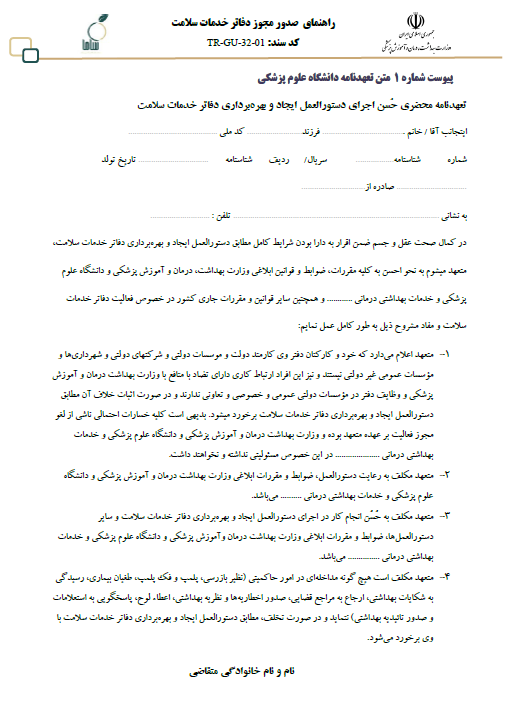 راهنمای صدور مجوز دفاتر خدمات سلامت
کد سند: TR-GU-32-01
جمهوری اسلامی ایران
وزارت بهداشت، درمان و آموزش پزشکی
پیوست شماره ۱ متن تعهدنامه دانشگاه علوم پزشکی
تعهدنامه محضری حُسن اجرای دستورالعمل ایجاد و بهره‌برداری دفاتر خدمات سلامت
اینجانب آقا / خانم .............................. فرزند .................... کد ملی ..............................
شماره شناسنامه ............... سریال/ ردیف شناسنامه ......................... تاریخ تولد
......................... صادره از .........................
به نشانی ............................................................ تلفن : .........................
در کمال صحت عقل و جسم ضمن اقرار به دارا بودن شرایط کامل مطابق دستورالعمل ایجاد و بهره‌برداری دفاتر خدمات سلامت،
متعهد میشوم به نحو احسن به کلیه مقررات، ضوابط و قوانین ابلاغی وزارت بهداشت، درمان و آموزش پزشکی و دانشگاه علوم
پزشکی و خدمات بهداشتی درمانی ............ و همچنین سایر قوانین و مقررات جاری کشور در خصوص فعالیت دفاتر خدمات
سلامت و مفاد مشروح ذیل به طور کامل عمل نمایم:
۱- متعهد اعلام می‌دارد که خود و کارکنان دفتر وی کارمند دولت و موسسات دولتی و شرکتهای دولتی و شهرداری‌ها و
مؤسسات عمومی غیر دولتی نیستند و نیز این افراد ارتباط کاری دارای تضاد با منافع با وزارت بهداشت درمان و آموزش
پزشکی و وظایف دفتر در مؤسسات دولتی عمومی و خصوصی و تعاونی ندارند و در صورت اثبات خلاف آن مطابق
دستورالعمل ایجاد و بهره‌برداری دفاتر خدمات سلامت برخورد میشود. بدیهی است کلیه خسارات احتمالی ناشی از لغو
مجوز فعالیت بر عهده متعهد بوده و وزارت بهداشت درمان و آموزش پزشکی و دانشگاه علوم پزشکی و خدمات
بهداشتی درمانی .................... در این خصوص مسئولیتی نداشته و نخواهند داشت.
۲- متعهد مکلف به رعایت دستورالعمل، ضوابط و مقررات ابلاغی وزارت بهداشت درمان و آموزش پزشکی و دانشگاه
علوم پزشکی و خدمات بهداشتی درمانی .......... می‌باشد.
۳- متعهد مکلف به حُسْن انجام کار در اجرای دستورالعمل ایجاد و بهره‌برداری دفاتر خدمات سلامت و سایر
دستورالعمل‌ها، ضوابط و مقررات ابلاغی وزارت بهداشت درمان وآموزش پزشکی و دانشگاه علوم پزشکی و خدمات
بهداشتی درمانی ............... می‌باشد.
۴- متعهد مکلف است هیچ گونه مداخله‌ای در امور حاکمیتی (نظیر بازرسی، پلمپ و فک پلمپ، طغیان بیماری، رسیدگی
به شکایات بهداشتی، ارجاع به مراجع قضایی، صدور اخطاریه‌ها و نظریه بهداشتی، اعطاء لوح، پاسخگویی به استعلامات
و صدور تائیدیه بهداشتی) ننماید و در صورت تخلف، مطابق دستورالعمل ایجاد و بهره‌برداری دفاتر خدمات سلامت با
وی برخورد می‌شود.
نام و نام خانوادگی متقاضی